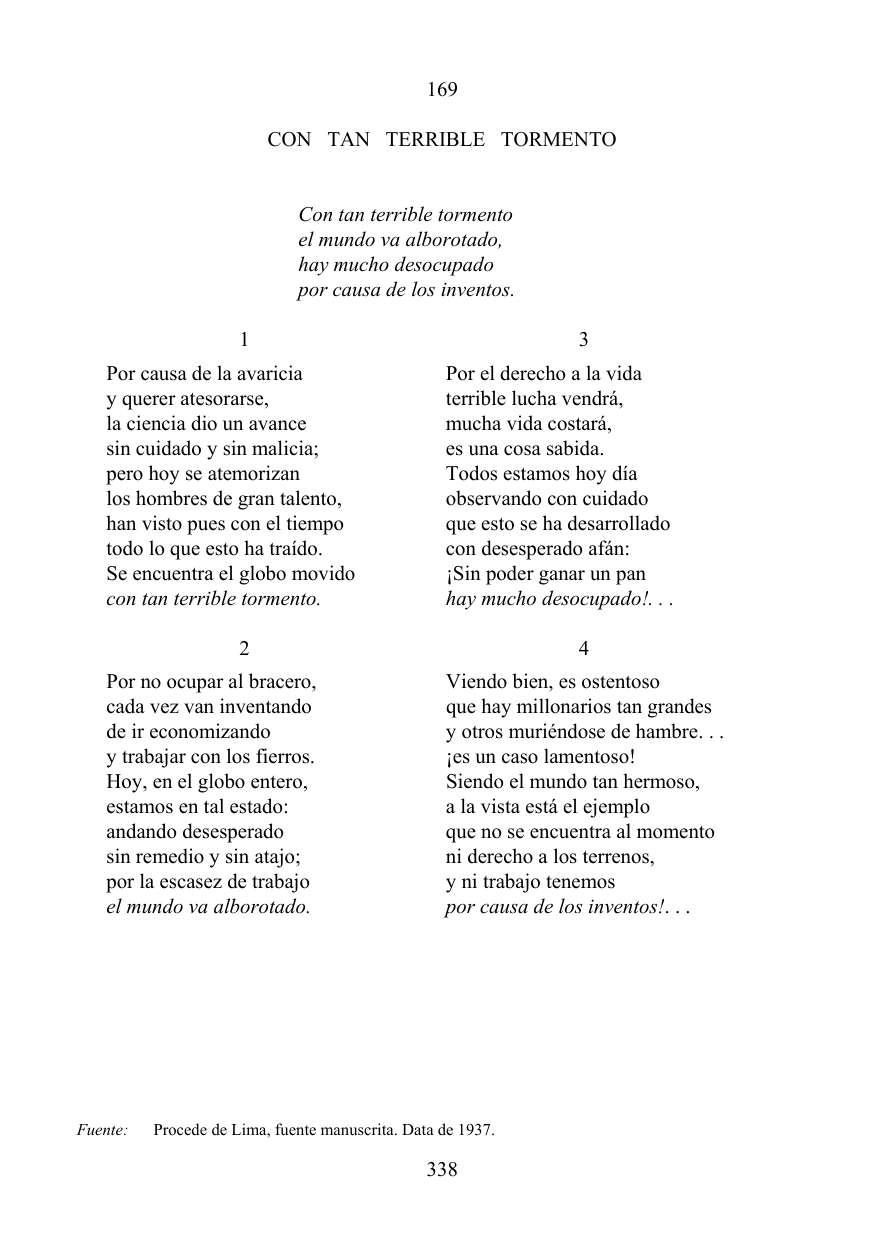 169
CON TAN TERRIBLE TORMENTO
Con tan terrible tormento
el mundo va alborotado,
hay mucho desocupado
por causa de los inventos.
1
Por causa de la avaricia
y querer atesorarse,
la ciencia dio un avance
sin cuidado y sin malicia;
pero hoy se atemorizan
los hombres de gran talento,
han visto pues con el tiempo
todo lo que esto ha traído.
Se encuentra el globo movido
con tan terrible tormento.
2
Por no ocupar al bracero,
cada vez van inventando
de ir economizando
y trabajar con los fierros.
Hoy, en el globo entero,
estamos en tal estado:
andando desesperado
sin remedio y sin atajo;
por la escasez de trabajo
el mundo va alborotado.
3
Por el derecho a la vida
terrible lucha vendrá,
mucha vida costará,
es una cosa sabida.
Todos estamos hoy día
observando con cuidado
que esto se ha desarrollado
con desesperado afán:
¡Sin poder ganar un pan
hay mucho desocupado!. . .
4
Viendo bien, es ostentoso
que hay millonarios tan grandes
y otros muriéndose de hambre. . .
¡es un caso lamentoso!
Siendo el mundo tan hermoso,
a la vista está el ejemplo
que no se encuentra al momento
ni derecho a los terrenos,
y ni trabajo tenemos
por causa de los inventos!. . .
Fuente: Procede de Lima, fuente manuscrita. Data de 1937.
338